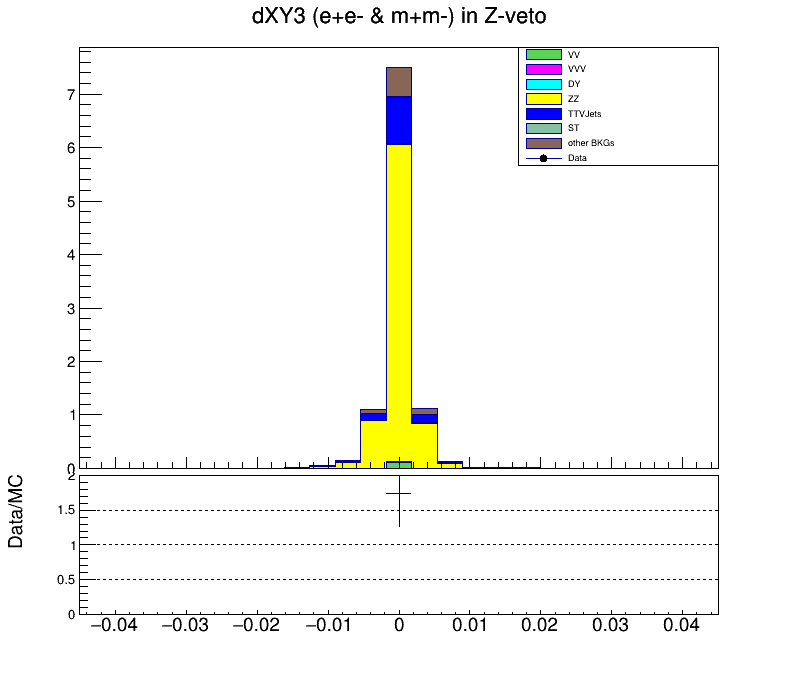 dXY3 (e+e- & m+m-) in Z-veto
VV
VVV
DY
ZZ
TTVJets
ST
other BKGs
Data
7
6
5
4
3
2
1
0
Data/MC
2
1.5
1
0.5
0
−0.04 −0.03 −0.02 −0.01 0 0.01 0.02 0.03 0.04